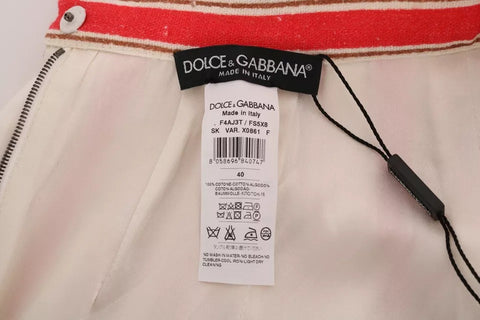 DOLCE & GABBANA
MADE IN ITALY
DOLCE & GABBANA
Made in Italy
. F4AJ3T / FS5X8
SK VAR. X0861 F
8 058696 840747
40
100% COTONE-COTTON-ALGODON
NO WASH IN WATER-NO BLEACH-NO
TUMBLER-COOL IRON-LIGHT DRY
CLEANING